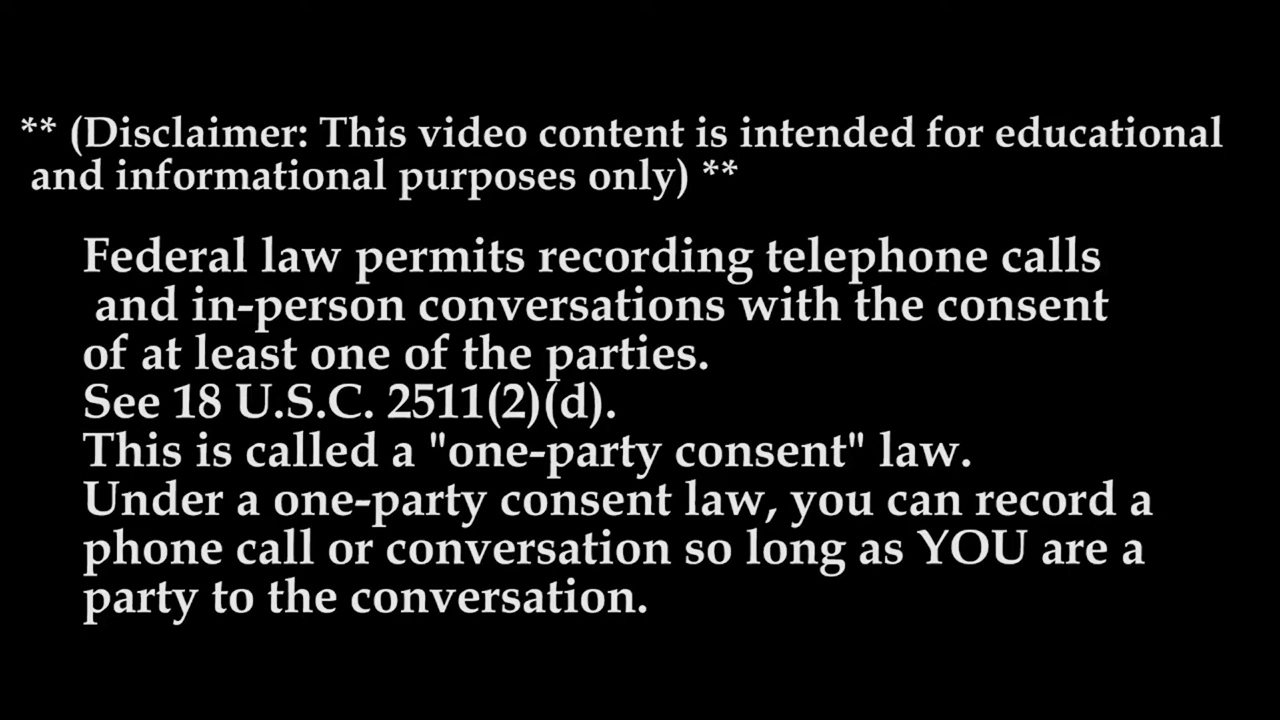 ** (Disclaimer: This video content is intended for educational
and informational purposes only) **
Federal law permits recording telephone calls
and in-person conversations with the consent
of at least one of the parties.
See 18 U.S.C. 2511(2)(d).
This is called a "one-party consent" law.
Under a one-party consent law, you can record a
phone call or conversation so long as YOU are a
party to the conversation.